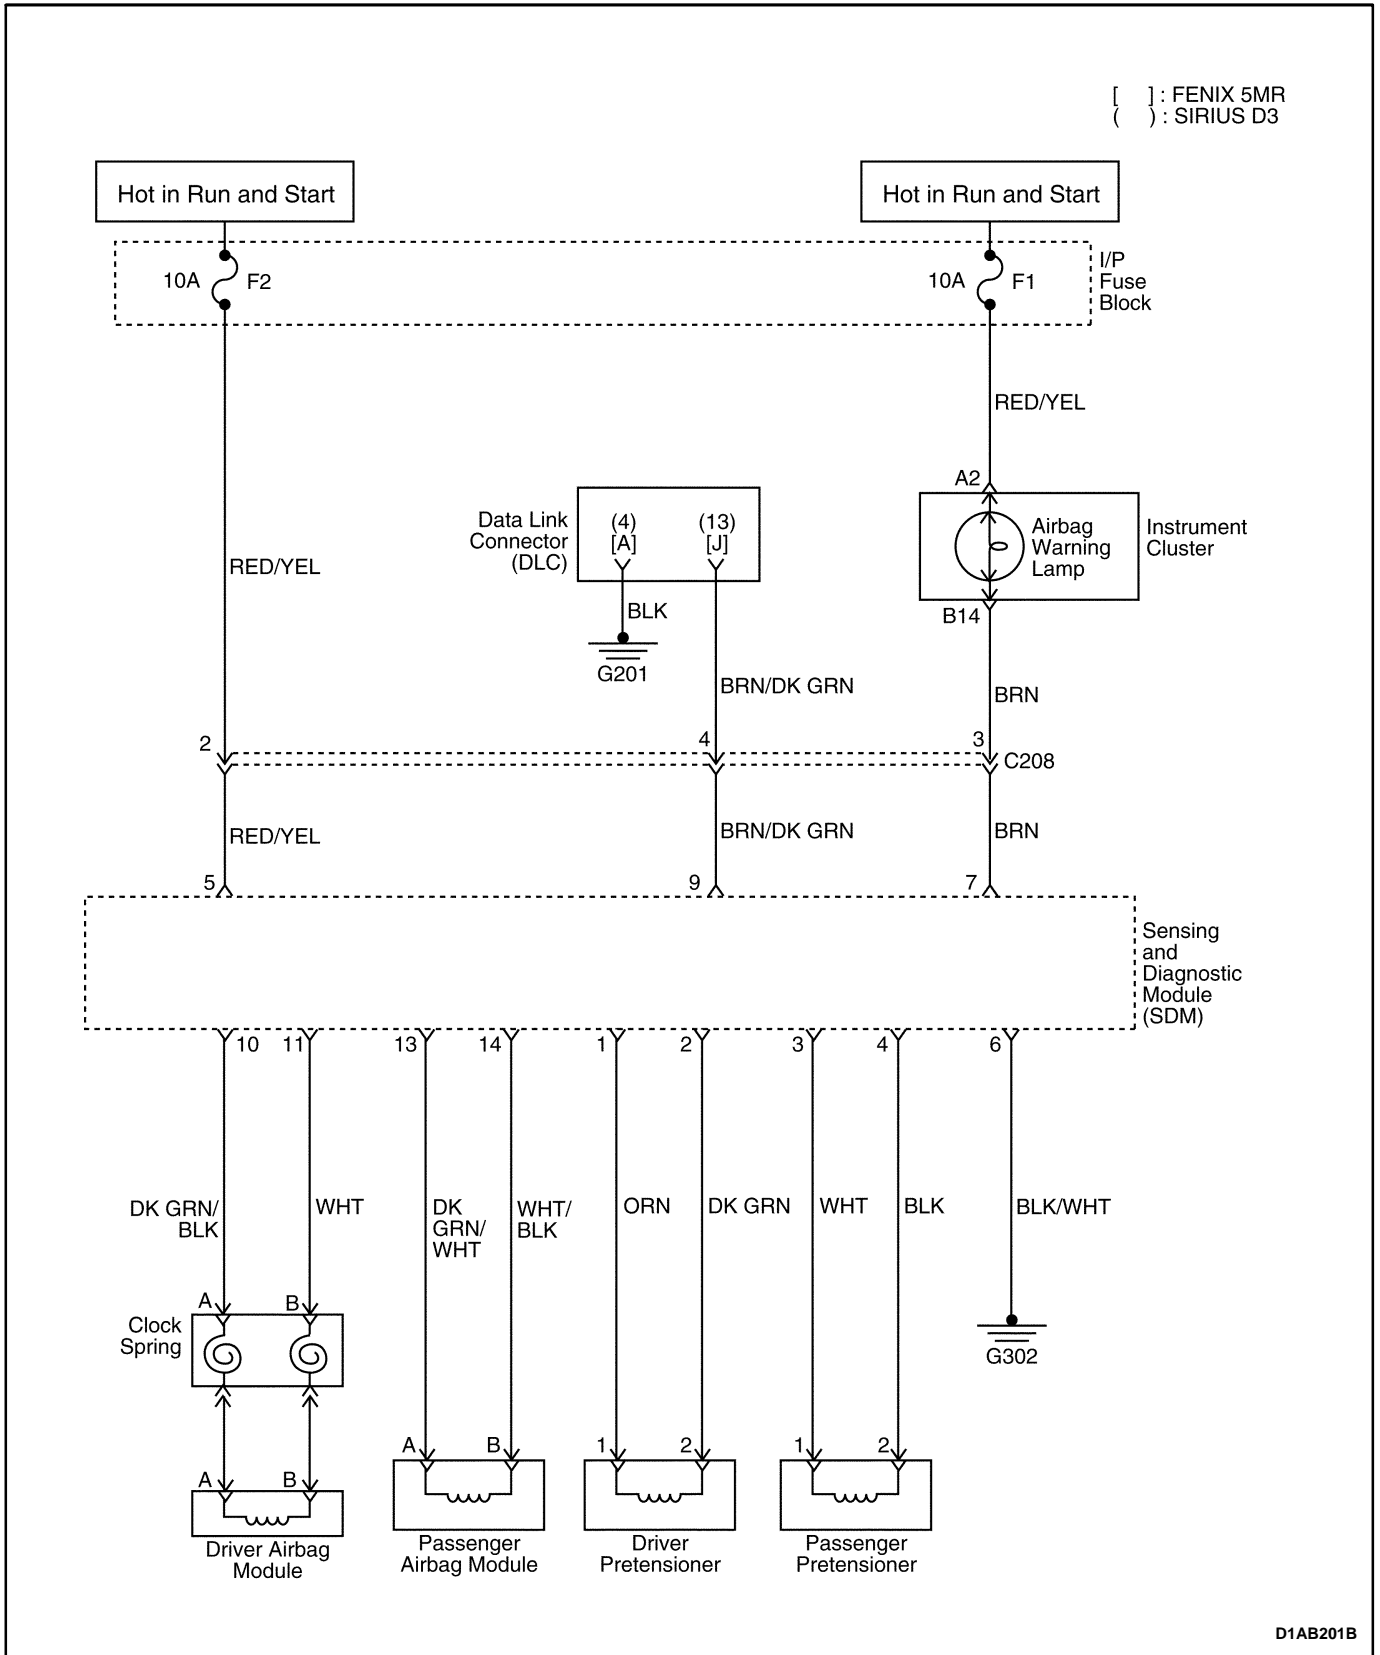 [ ] : FENIX 5MR
( ) : SIRIUS D3
Hot in Run and Start
Hot in Run and Start
10A F2
10A F1
I/P
Fuse
Block
RED/YEL
A2
Data Link
Connector
(DLC)
(4)
[A]
(13)
[J]
Airbag
Warning
Lamp
Instrument
Cluster
RED/YEL
BLK
B14
G201
BRN/DK GRN
BRN
2
4
3
C208
RED/YEL
BRN/DK GRN
BRN
5
9
7
Sensing
and
Diagnostic
Module
(SDM)
10
11
13
14
1
2
3
4
6
DK GRN/
BLK
WHT
DK
GRN/
WHT
WHT/
BLK
ORN
DK GRN
WHT
BLK
BLK/WHT
A
B
Clock
Spring
G302
A
B
1
2
1
2
A
B
Driver Airbag
Module
Passenger
Airbag Module
Driver
Pretensioner
Passenger
Pretensioner
D1AB201B